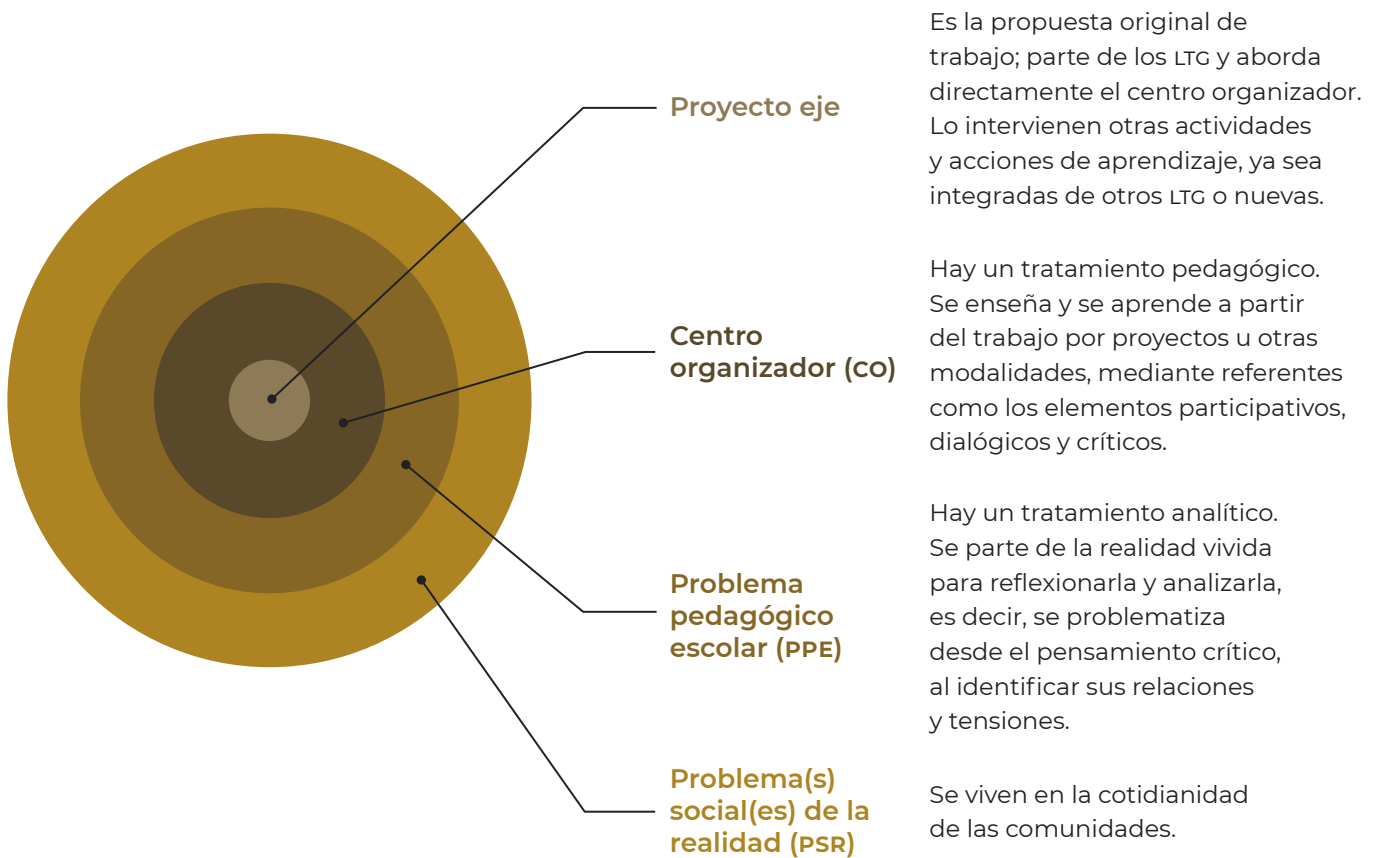 Proyecto eje
Es la propuesta original de
trabajo; parte de los LTG y aborda
directamente el centro organizador.
Lo intervienen otras actividades
y acciones de aprendizaje, ya sea
integradas de otros LTG o nuevas.
Centro
organizador (CO)
Hay un tratamiento pedagógico.
Se enseña y se aprende a partir
del trabajo por proyectos u otras
modalidades, mediante referentes
como los elementos participativos,
dialógicos y críticos.
Problema
pedagógico
escolar (PPE)
Hay un tratamiento analítico.
Se parte de la realidad vivida
para reflexionarla y analizarla,
es decir, se problematiza
desde el pensamiento crítico,
al identificar sus relaciones
y tensiones.
Problema(s)
social(es) de la
realidad (PSR)
Se viven en la cotidianidad
de las comunidades.